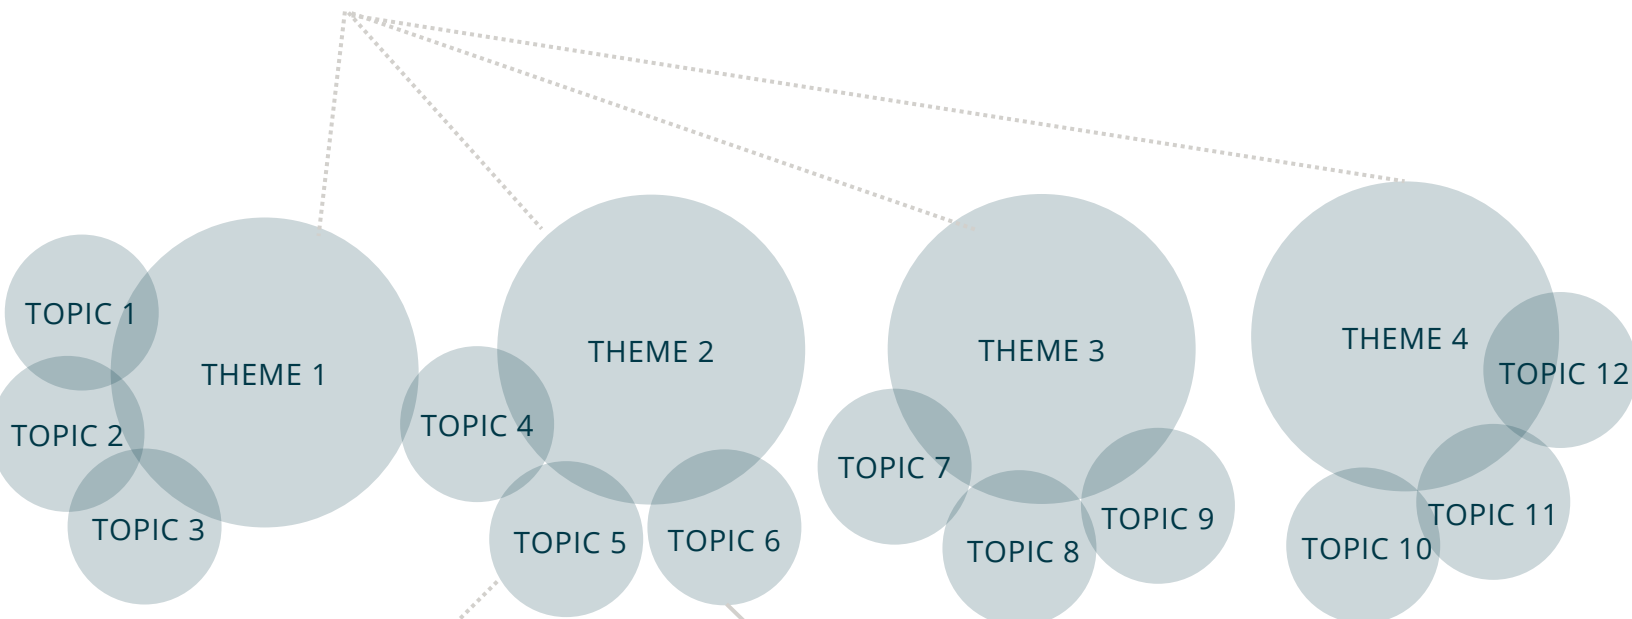 THEME 1
TOPIC 1
TOPIC 2
TOPIC 3
THEME 2
TOPIC 4
TOPIC 5
TOPIC 6
THEME 3
TOPIC 7
TOPIC 8
TOPIC 9
THEME 4
TOPIC 10
TOPIC 11
TOPIC 12